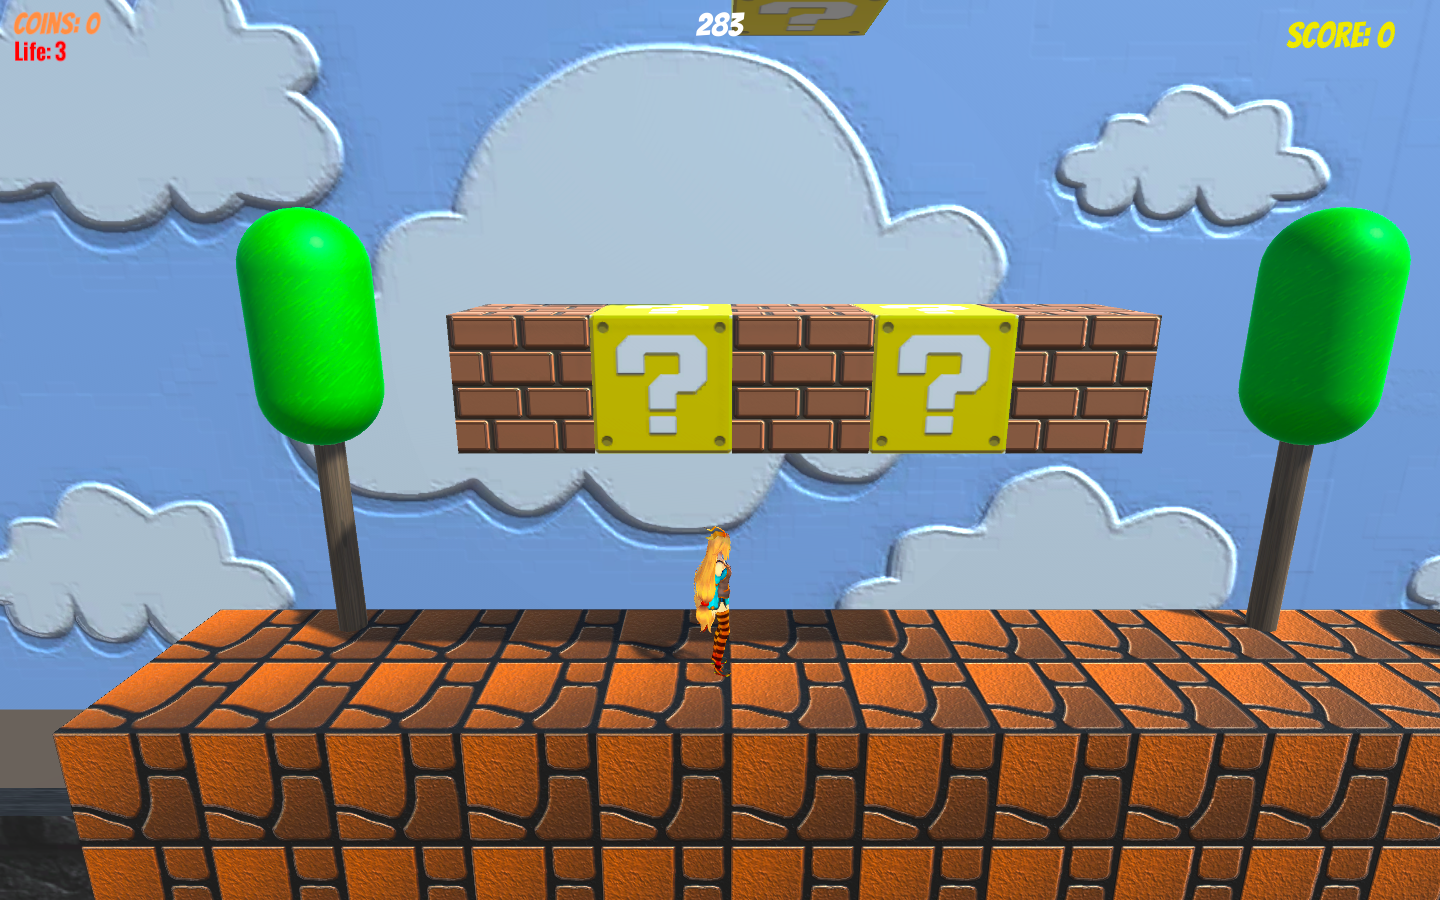 COINS: 0
Life: 3
283
SCORE: 0
?
? ?